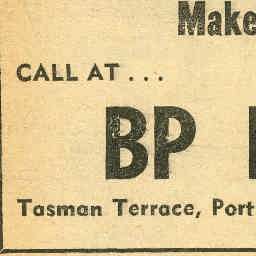 Make
CALL AT . . .
BP
Tasman Terrace, Port